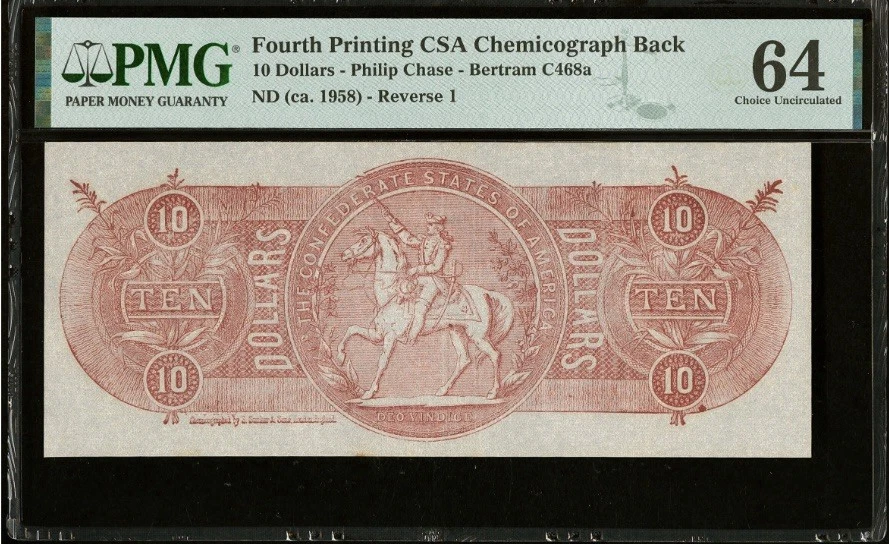 PMG®
PAPER MONEY GUARANTY
Fourth Printing CSA Chemicograph Back
10 Dollars - Philip Chase - Bertram C468a
ND (ca. 1958) - Reverse 1
64
Choice Uncirculated
THE CONFEDERATE STATES OF AMERICA
10
10
DOLLARS
DOLLARS
TEN
TEN
10
10
DEO VINDICE